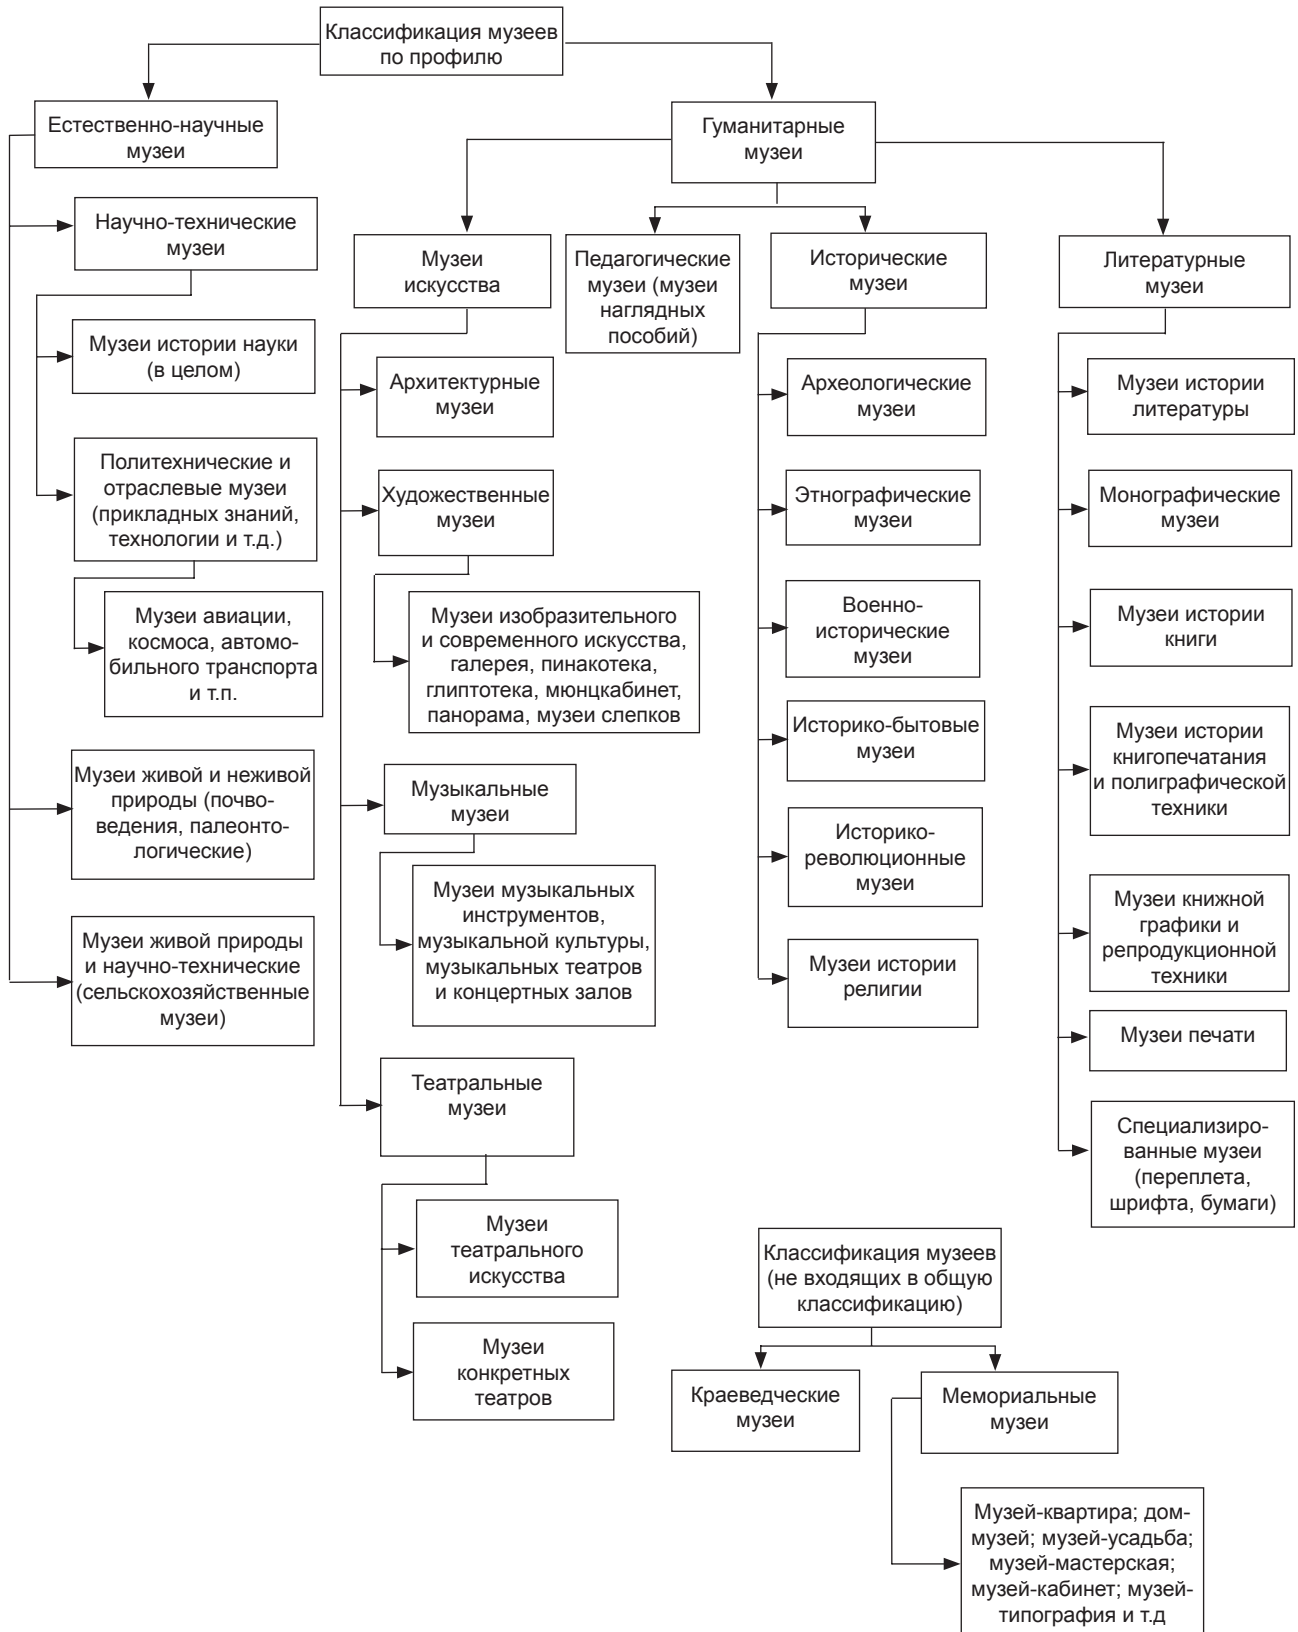 Классификация музеев
по профилю
Естественно-научные
музеи
Гуманитарные
музеи
Научно-технические
музеи
Музеи истории науки
(в целом)
Политехнические и
отраслевые музеи
(прикладных знаний,
технологии и т.д.)
Музеи авиации,
космоса, автомо-
бильного транспорта
и т.п.
Музеи живой и неживой
природы (почво-
ведения, палеонто-
логические)
Музеи живой природы
и научно-технические
(сельскохозяйственные
музеи)
Музеи
искусства
Архитектурные
музеи
Художественные
музеи
Музеи изобразительного
и современного искусства,
галерея, пинакотека,
глиптотека, мюнцкабинет,
панорама, музеи слепков
Музыкальные
музеи
Музеи музыкальных
инструментов,
музыкальной культуры,
музыкальных театров
и концертных залов
Театральные
музеи
Музеи
театрального
искусства
Музеи
конкретных
театров
Педагогические
музеи (музеи
наглядных
пособий)
Исторические
музеи
Археологические
музеи
Этнографические
музеи
Военно-
исторические
музеи
Историко-бытовые
музеи
Историко-
революционные
музеи
Музеи истории
религии
Литературные
музеи
Музеи истории
литературы
Монографические
музеи
Музеи истории
книги
Музеи истории
книгопечатания
и полиграфической
техники
Музеи книжной
графики и
репродукционной
техники
Музеи печати
Специализиро-
ванные музеи
(переплета,
шрифта, бумаги)
Классификация музеев
(не входящих в общую
классификацию)
Краеведческие
музеи
Мемориальные
музеи
Музей-квартира; дом-
музей; музей-усадьба;
музей-мастерская;
музей-кабинет; музей-
типография и т.д